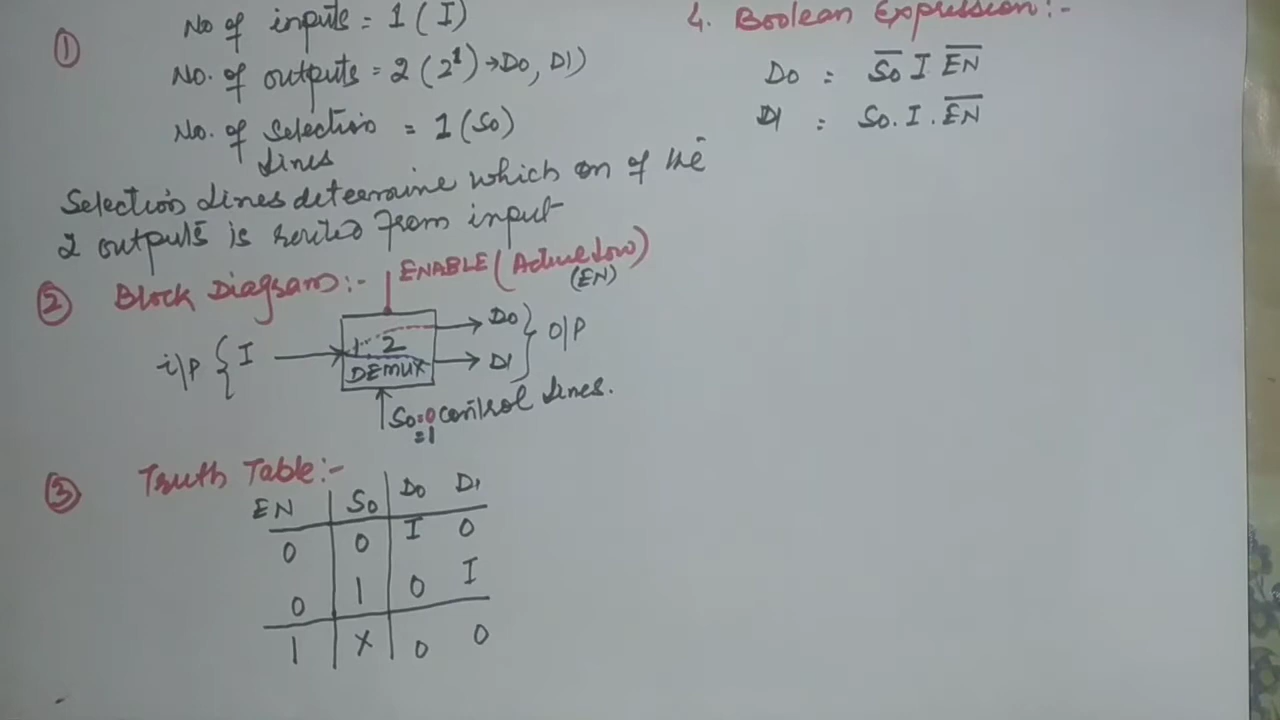 ①
No of inputs = 1 ( I )
No. of outputs = 2 ( 2¹ ) → D0, D1 )
No. of selection = 1 ( S0 )
lines
Selection lines determine which on of the
2 outputs is routed from input
② Block Diagram :- ENABLE ( Active low )
(EN)
i/p { I
1 : 2
DEMUX
D0
D1
} O/P
S0=0 control lines.
=1
③ Truth Table :-
EN S0 D0 D1
0 0 I 0
0 1 0 I
1 X 0 0
4. Boolean Expression :-
D0 : S̅0̅ I E̅N̅
D1 : S0 . I . E̅N̅